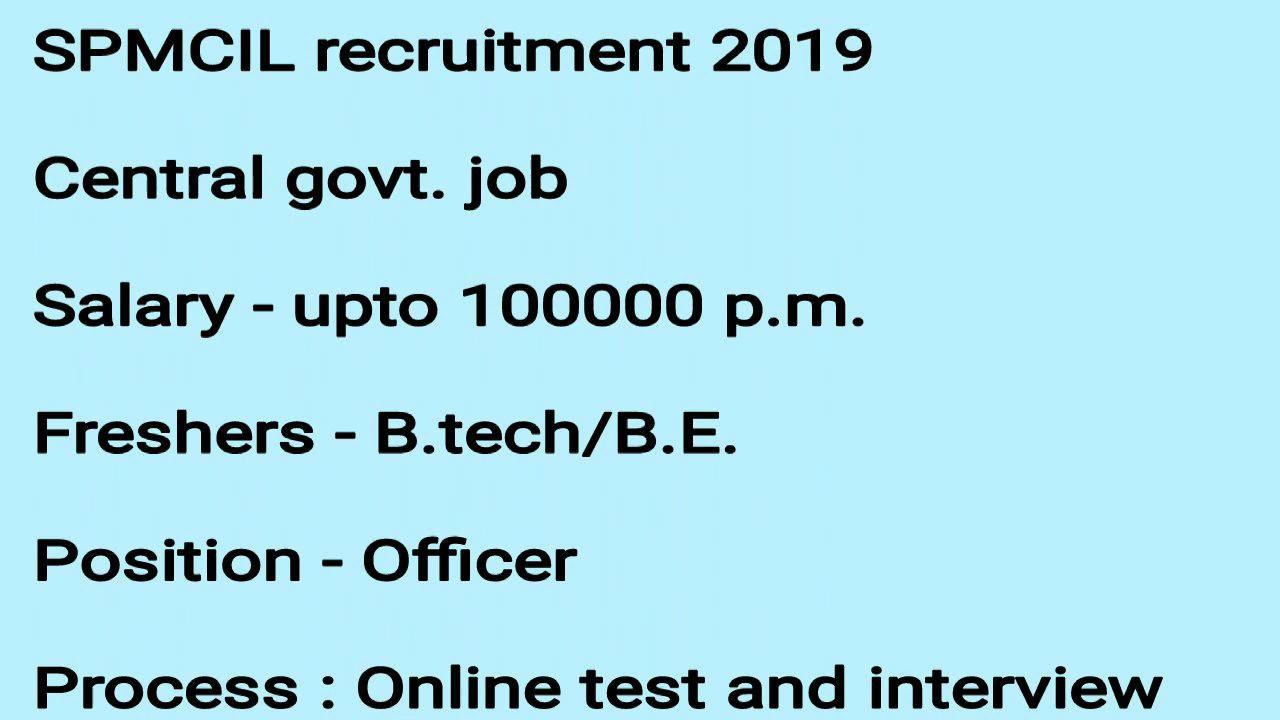 SPMCIL recruitment 2019
Central govt. job
Salary - upto 100000 p.m.
Freshers - B.tech/B.E.
Position - Officer
Process : Online test and interview